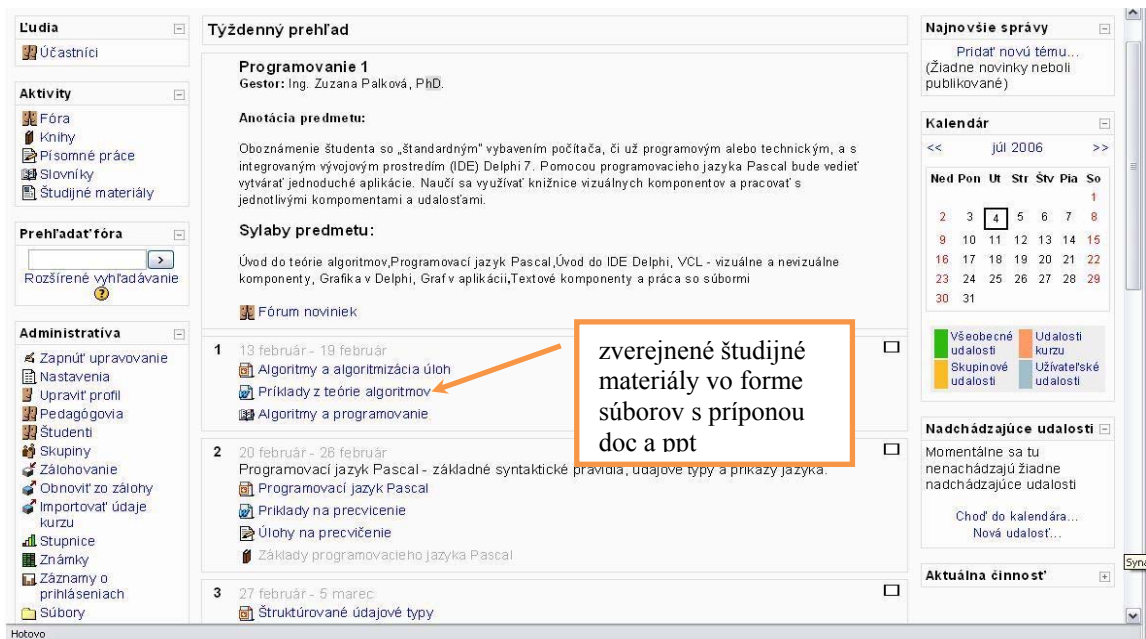 Ľudia
Účastníci
Aktivity
Fóra
Knihy
Písomné práce
Slovníky
Študijné materiály
Prehľadať fóra
Rozšírené vyhľadávanie
Administratíva
Zapnúť upravovanie
Nastavenia
Upraviť profil
Pedagógovia
Študenti
Skupiny
Zálohovanie
Obnoviť zo zálohy
Importovať údaje
kurzu
Stupnice
Známky
Záznamy o
prihláseniach
Súbory
Týždenný prehľad
Programovanie 1
Gestor: Ing. Zuzana Palková, PhD.
Anotácia predmetu:
Oboznámenie študenta so „štandardným" vybavením počítača, či už programovým alebo technickým, a s
integrovaným vývojovým prostredím (IDE) Delphi 7. Pomocou programovacieho jazyka Pascal bude vedieť
vytvárať jednoduché aplikácie. Naučí sa využívať knižnice vizuálnych komponentov a pracovať s
jednotlivými kompomentami a udalosťami.
Sylaby predmetu:
Úvod do teórie algoritmov,Programovací jazyk Pascal,Úvod do IDE Delphi, VCL - vizuálne a nevizuálne
komponenty, Grafika v Delphi, Graf v aplikácii,Textové komponenty a práca so súbormi
Fórum noviniek
1 13 február - 19 február
Algoritmy a algoritmizácia úloh
Príklady z teórie algoritmov
Algoritmy a programovanie
zverejnené študijné
materiály vo forme
súborov s príponou
doc a ppt
2 20 február - 26 február
Programovací jazyk Pascal - základné syntaktické pravidlá, údajové typy a príkazy jazyka.
Programovací jazyk Pascal
Priklady na precvicenie
Úlohy na precvičenie
Základy programovacieho jazyka Pascal
3 27 február - 5 marec
Štruktúrované údajové typy
Najnovšie správy
Pridať novú tému...
(Žiadne novinky neboli
publikované)
Kalendár
<< júl 2006 >>
Ned Pon Ut Str Štv Pia So
1
2 3 4 5 6 7 8
9 10 11 12 13 14 15
16 17 18 19 20 21 22
23 24 25 26 27 28 29
30 31
Všeobecné Udalosti
udalosti kurzu
Skupinové Užívateľské
udalosti udalosti
Nadchádzajúce udalosti
Momentálne sa tu
nenachádzajú žiadne
nadchádzajúce udalosti
Choď do kalendára...
Nová udalosť...
Aktuálna činnosť
Hotovo